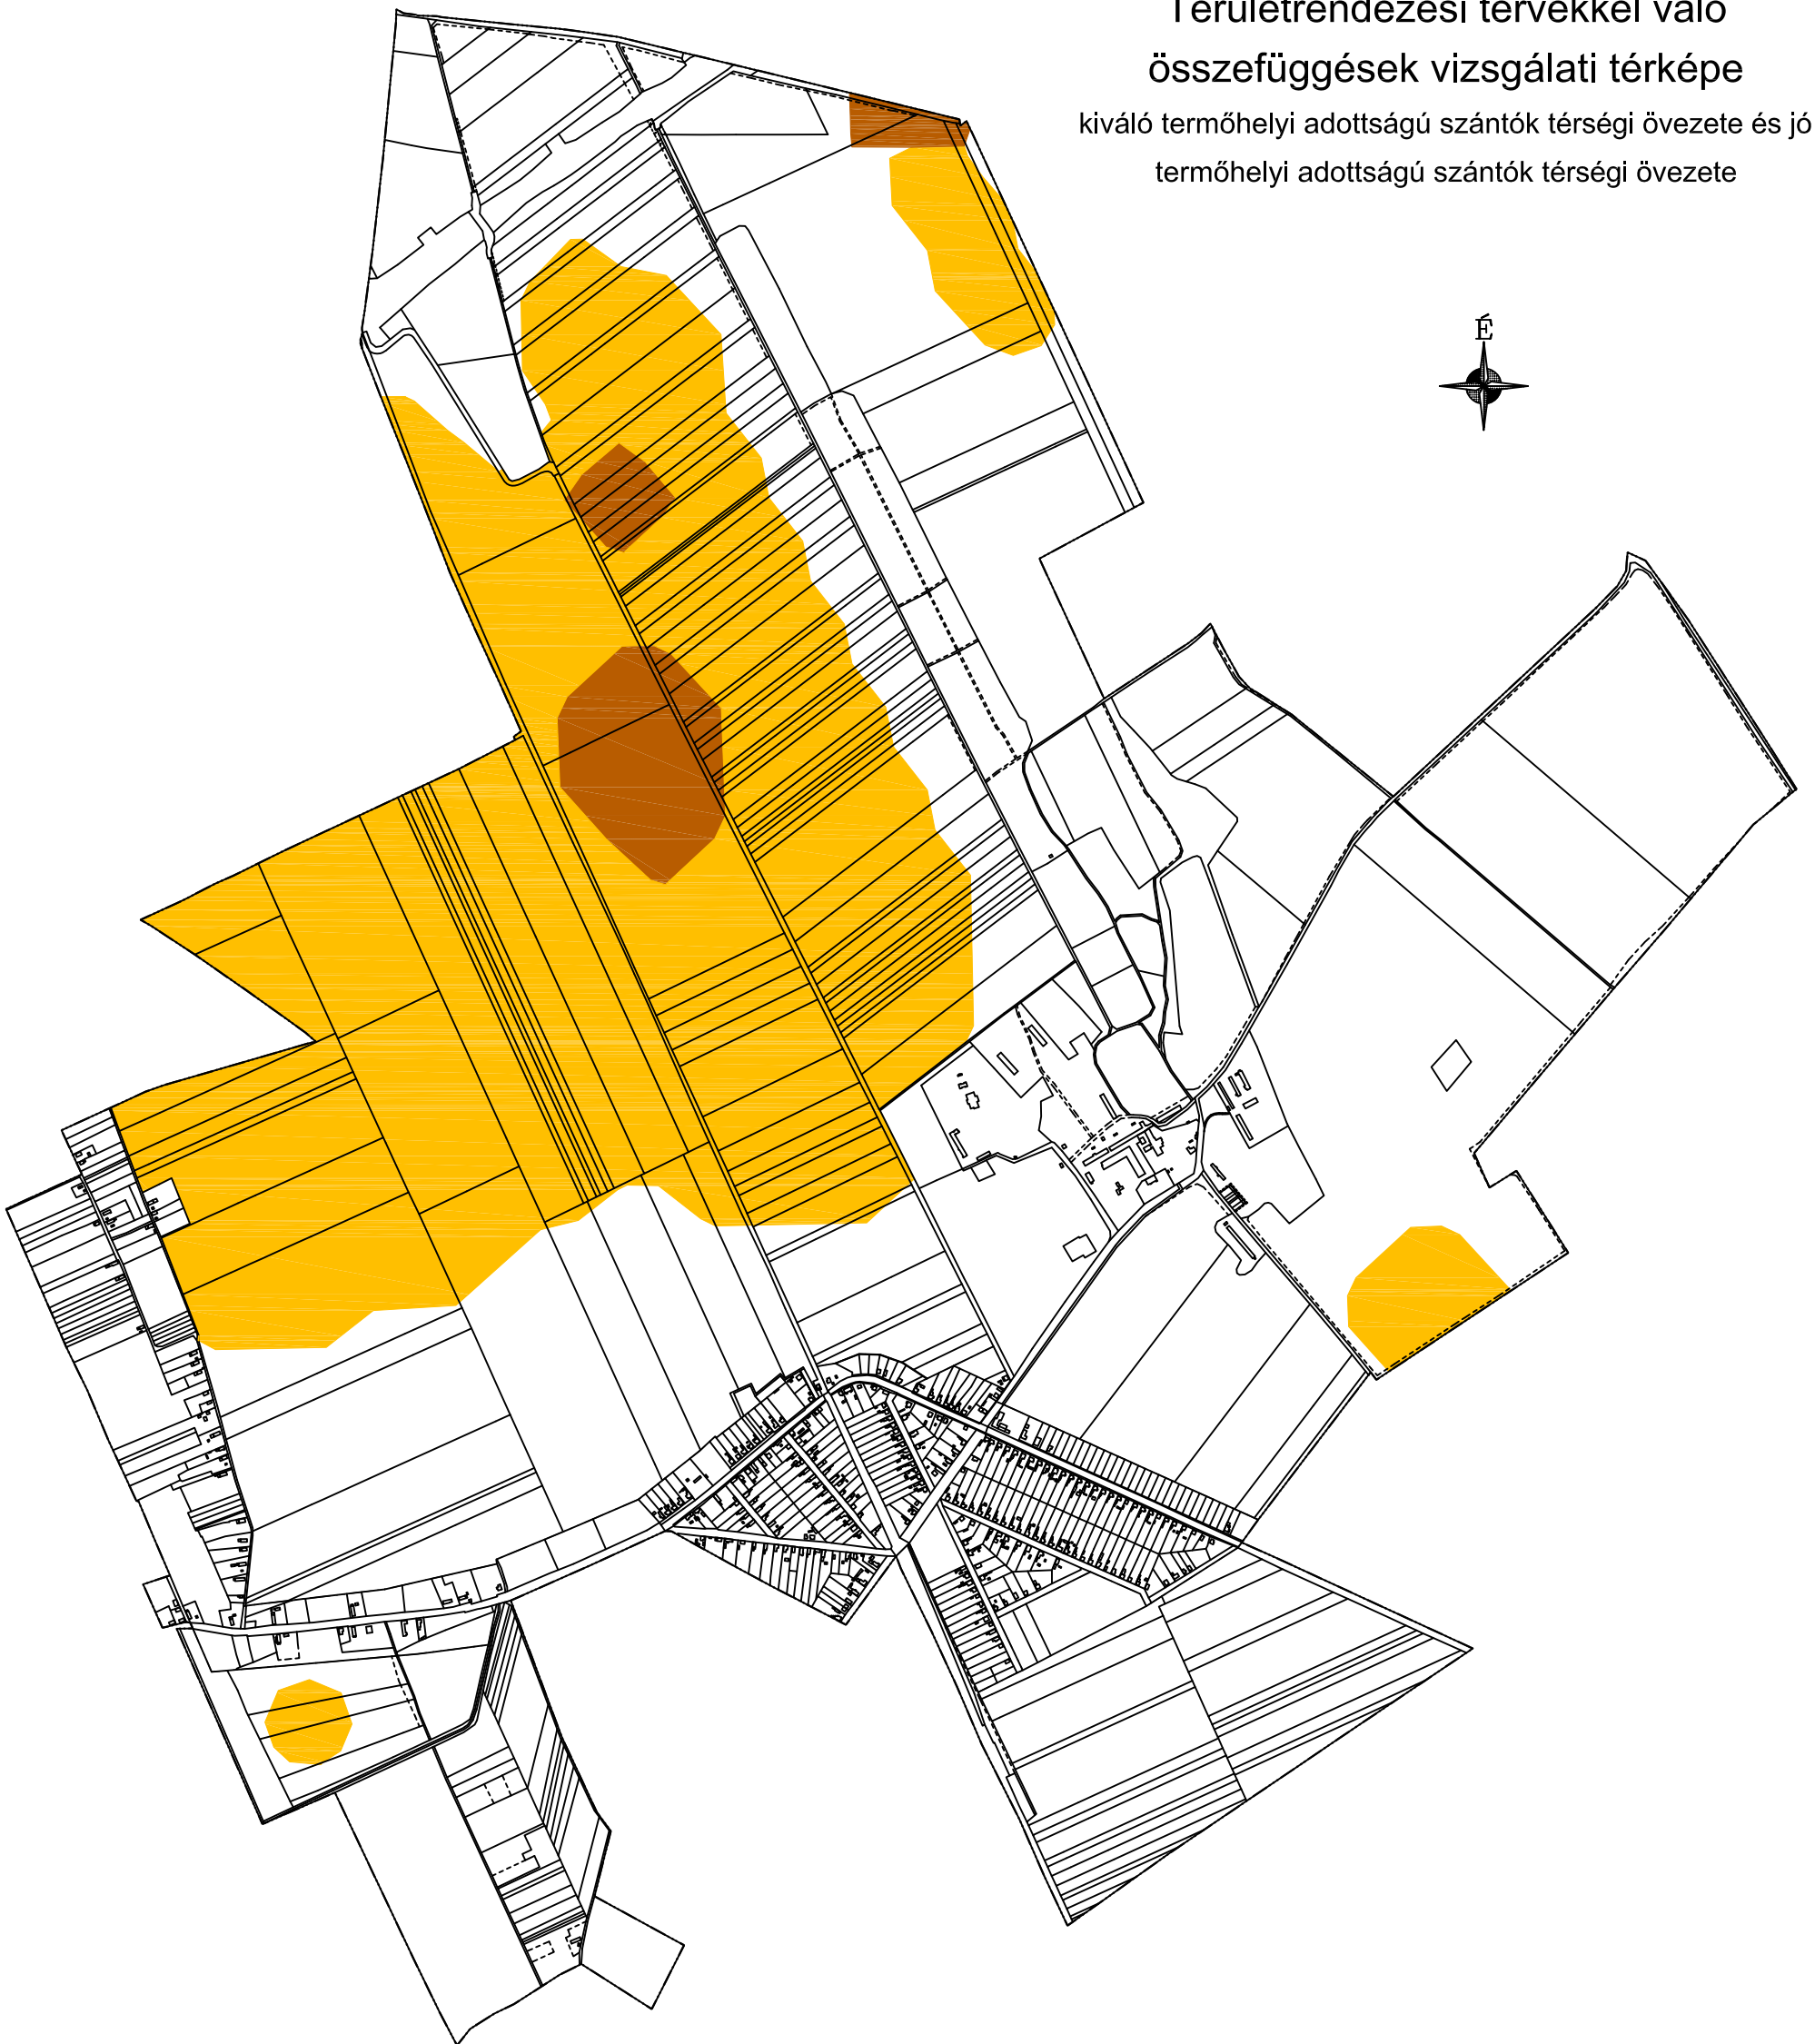 Területrendezési tervekkel való
összefüggések vizsgálati térképe
kiváló termőhelyi adottságú szántók térségi övezete és jó
termőhelyi adottságú szántók térségi övezete
É